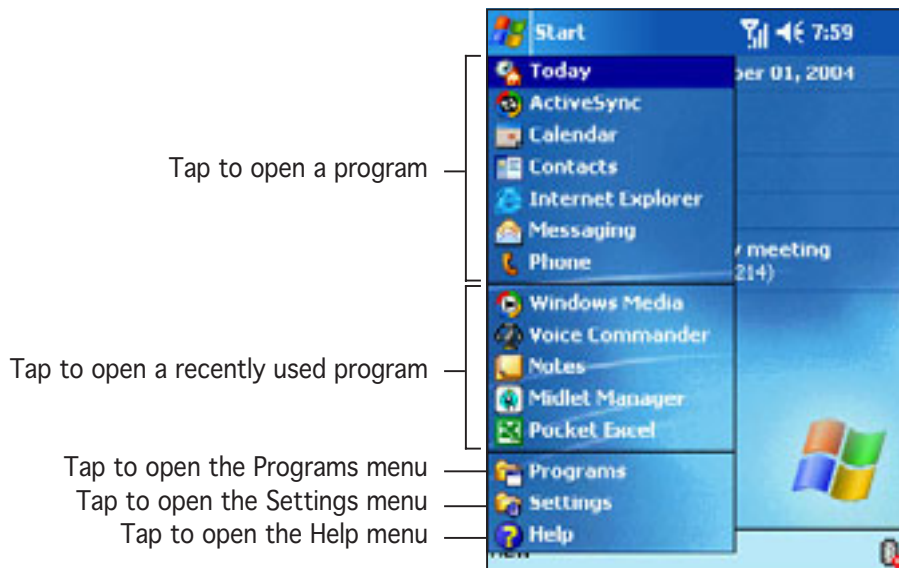 Start 7:59
Today
ber 01, 2004
ActiveSync
Calendar
Tap to open a program
Contacts
Internet Explorer
Messaging
meeting
Phone
214)
Windows Media
Voice Commander
Tap to open a recently used program
Notes
Midlet Manager
Pocket Excel
Tap to open the Programs menu
Programs
Tap to open the Settings menu
Settings
Tap to open the Help menu
Help